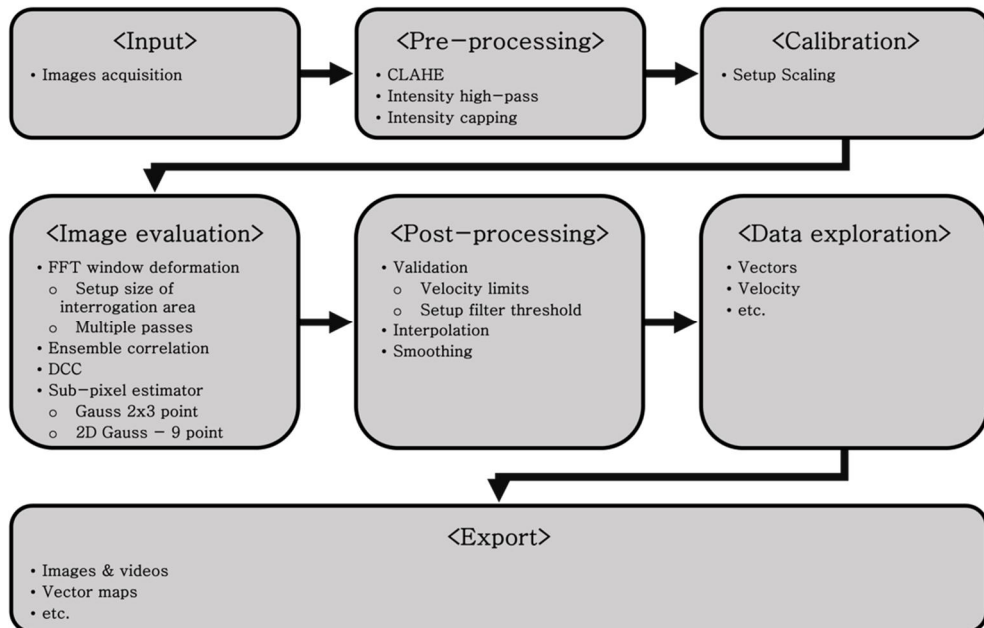 <Input>
• Images acquisition
<Pre-processing>
• CLAHE
• Intensity high-pass
• Intensity capping
<Calibration>
• Setup Scaling
<Image evaluation>
• FFT window deformation
o Setup size of
interrogation area
o Multiple passes
• Ensemble correlation
• DCC
• Sub-pixel estimator
o Gauss 2x3 point
o 2D Gauss - 9 point
<Post-processing>
• Validation
o Velocity limits
o Setup filter threshold
• Interpolation
• Smoothing
<Data exploration>
• Vectors
• Velocity
• etc.
<Export>
• Images & videos
• Vector maps
• etc.